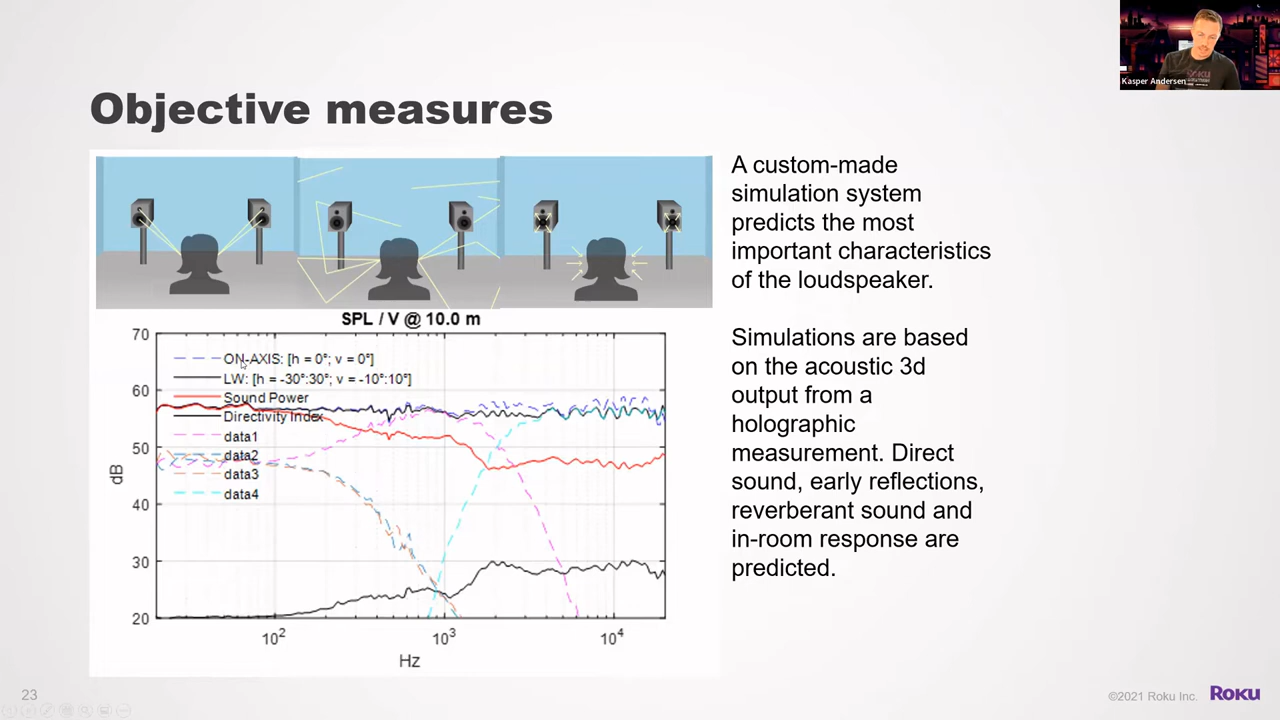 Kasper Andersen
Objective measures
A custom-made
simulation system
predicts the most
important characteristics
of the loudspeaker.
Simulations are based
on the acoustic 3d
output from a
holographic
measurement. Direct
sound, early reflections,
reverberant sound and
in-room response are
predicted.
SPL / V @ 10.0 m
70
60
50
40
30
20
dB
ON-AXIS: [h = 0°; v = 0°]
LW: [h = -30°:30°; v = -10°:10°]
Sound Power
Directivity Index
data1
data2
data3
data4
10²
10³
10⁴
Hz
23
©2021 Roku Inc.
ROKU